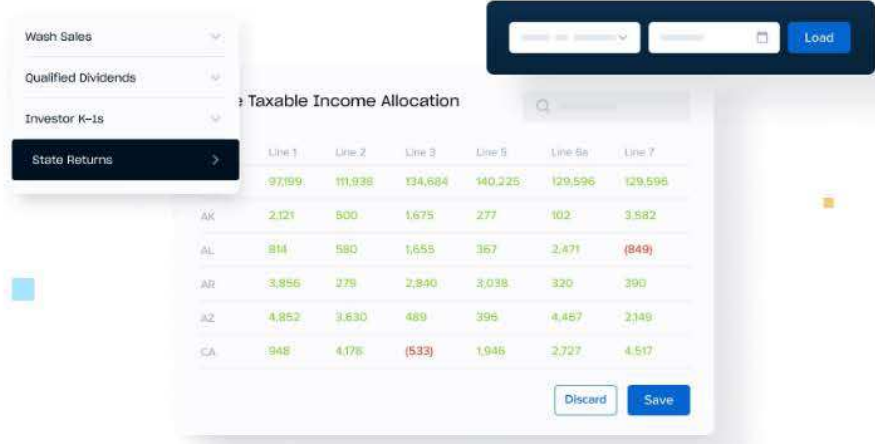 Wash Sales
Qualified Dividends
Investor K-1s
State Returns
Load
Taxable Income Allocation
Line 1 Line 2 Line 3 Line 5 Line 6a Line 7
97,199 111,938 134,684 140,225 129,596 129,596
AK 2,121 500 1,675 277 102 3,582
AL 814 580 1,655 367 2,471 (849)
AR 3,856 279 2,840 3,038 320 390
AZ 4,852 3,630 489 396 4,467 2,149
CA 948 4,178 (533) 1,946 2,727 4,517
Discard Save